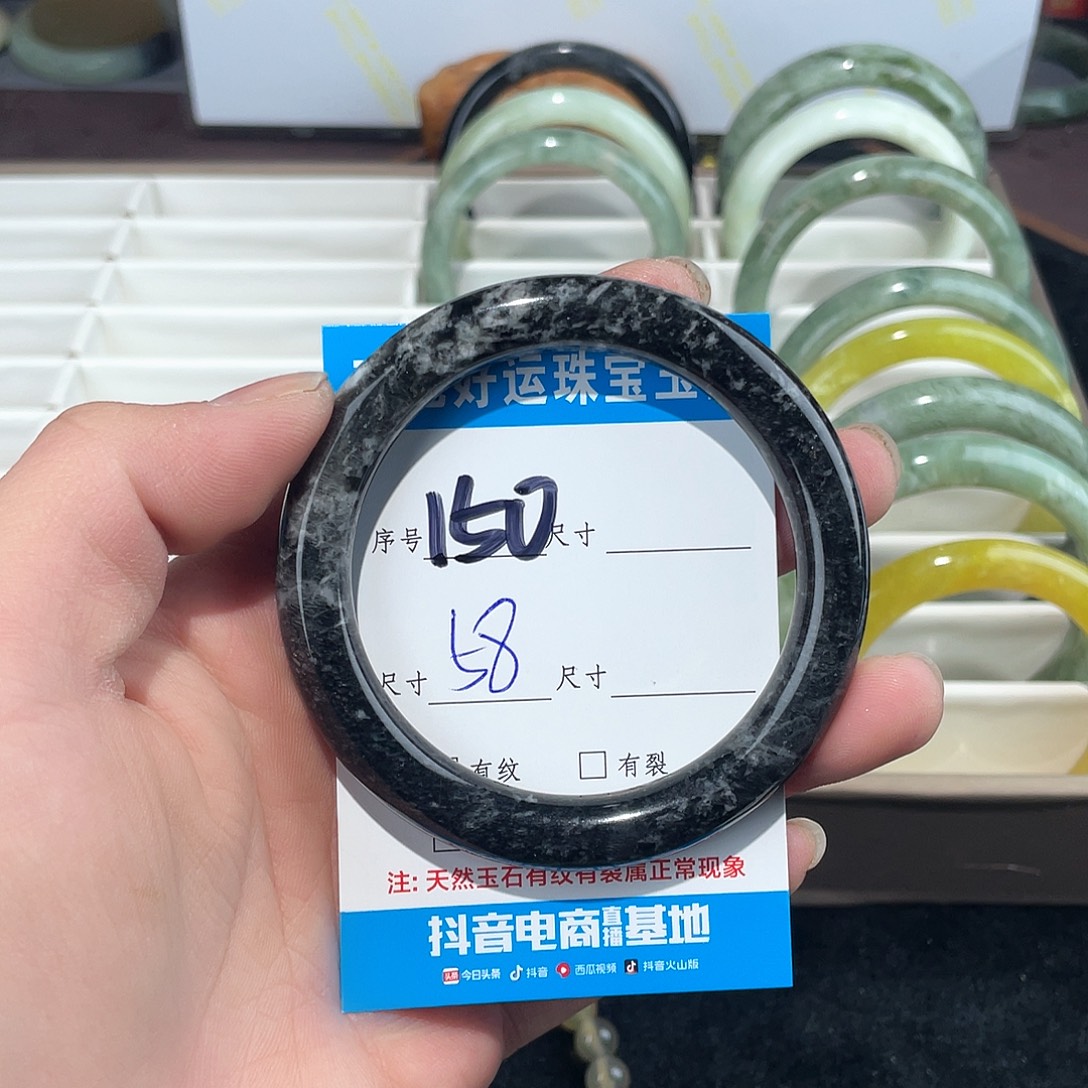 好运珠宝玉
序号 150 尺寸
尺寸 58 尺寸
有纹 有裂
注: 天然玉石有纹有裂属正常现象
抖音电商直播基地
头条 今日头条 抖音 西瓜视频 抖音火山版